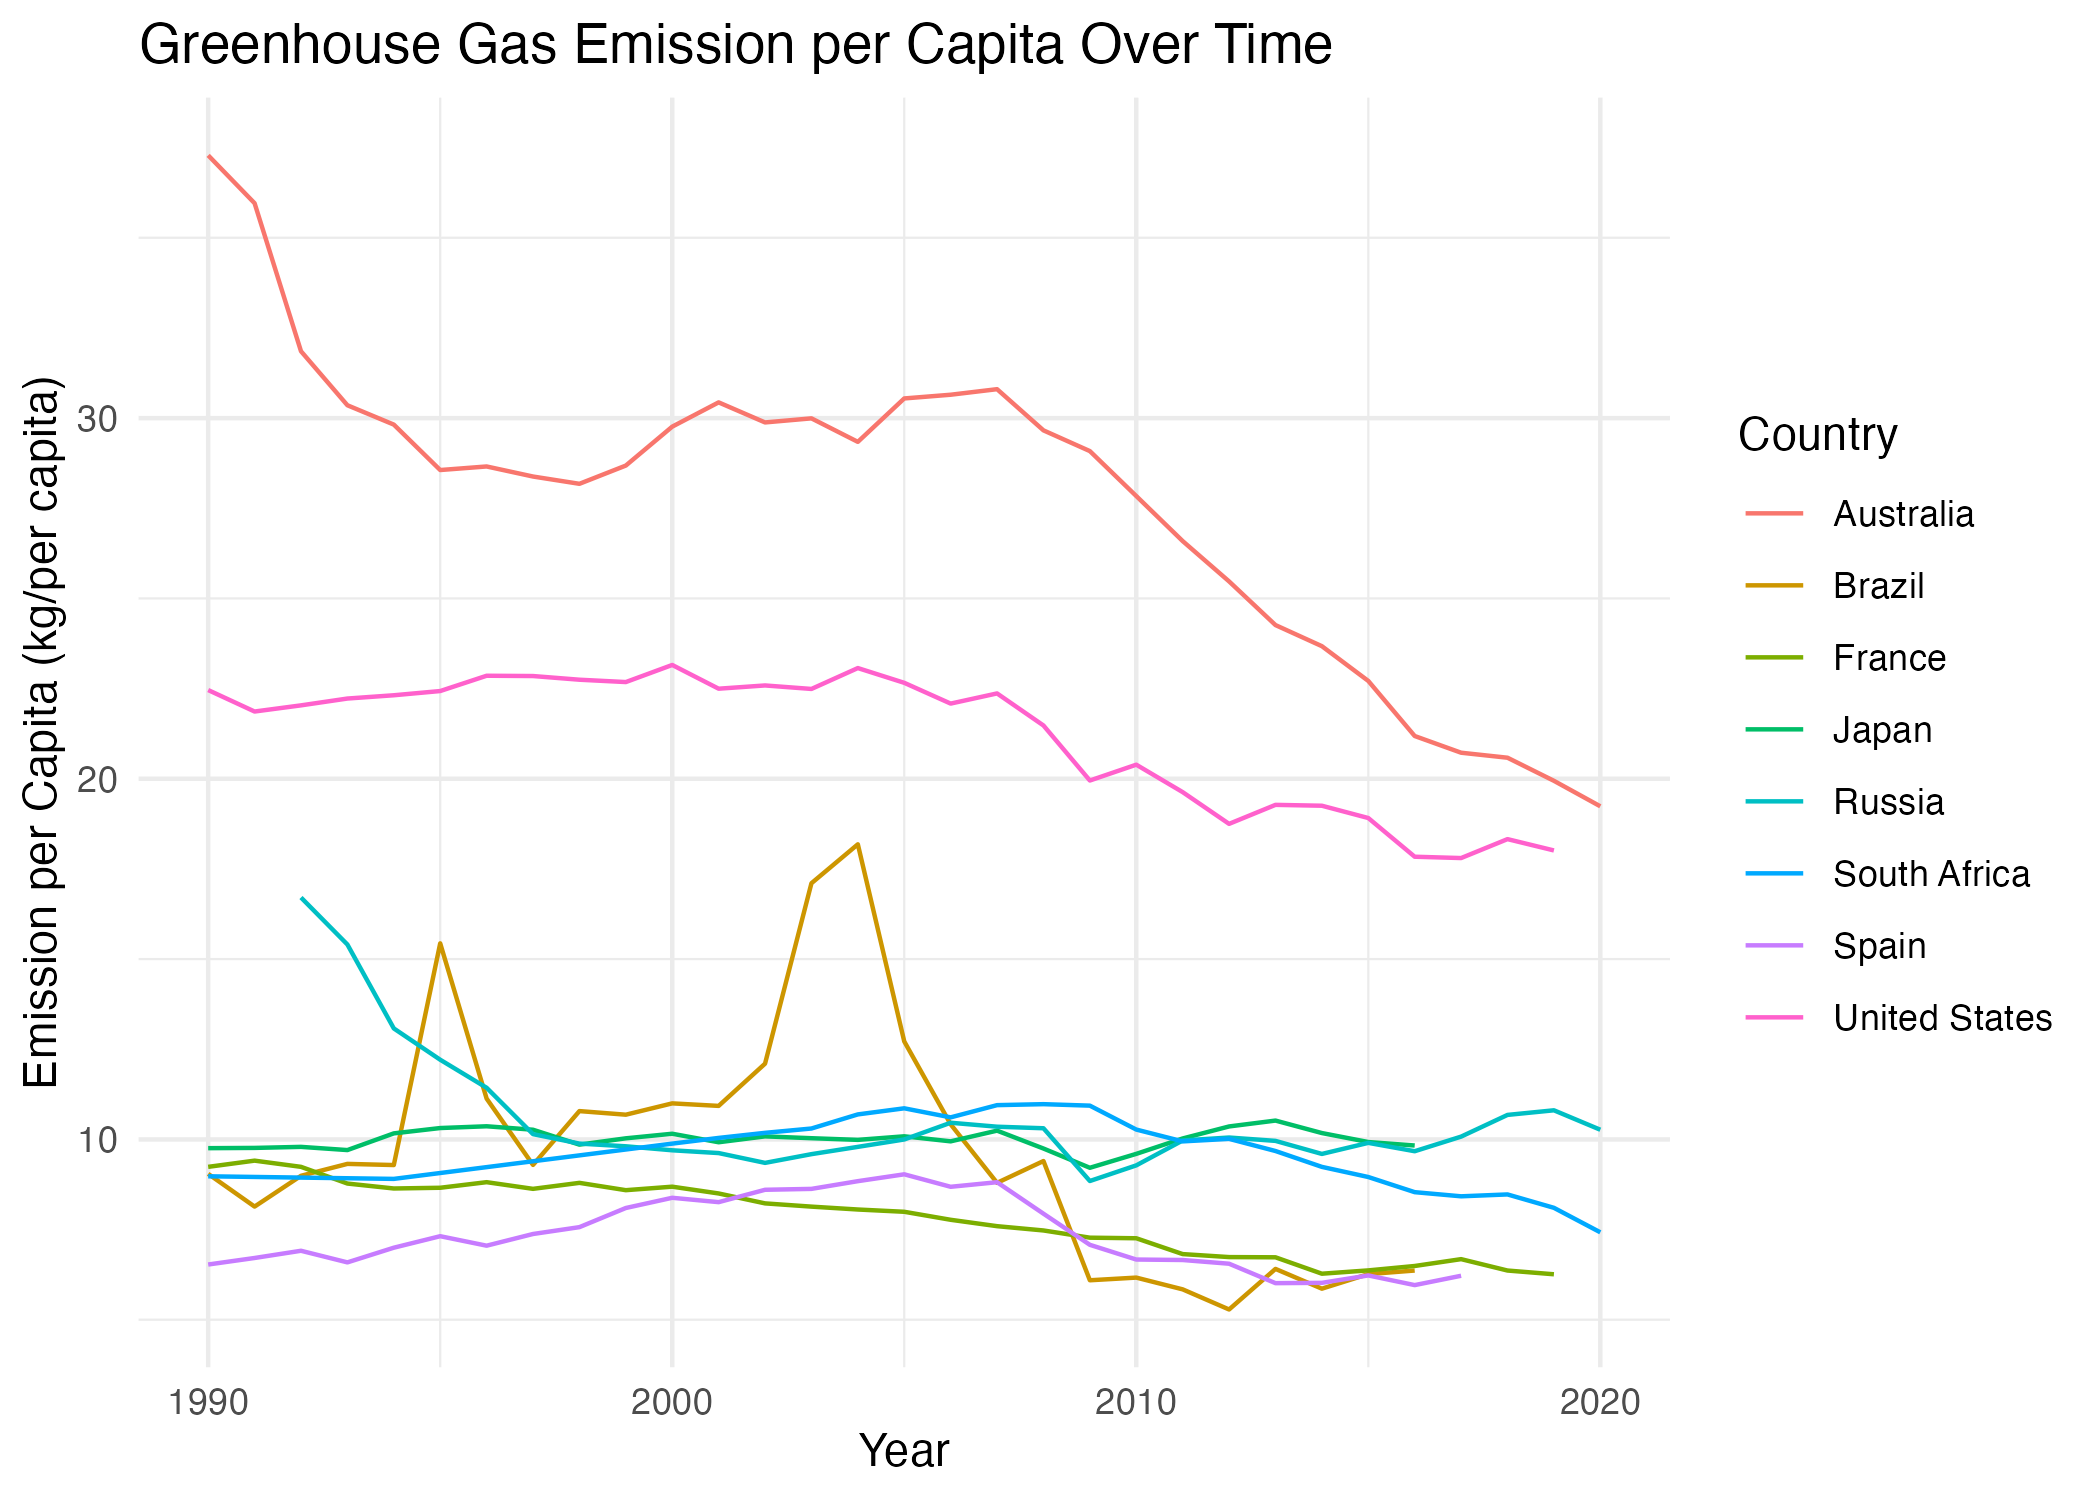 Greenhouse Gas Emission per Capita Over Time
Emission per Capita (kg/per capita)
30
20
10
1990
2000
2010
2020
Year
Country
Australia
Brazil
France
Japan
Russia
South Africa
Spain
United States